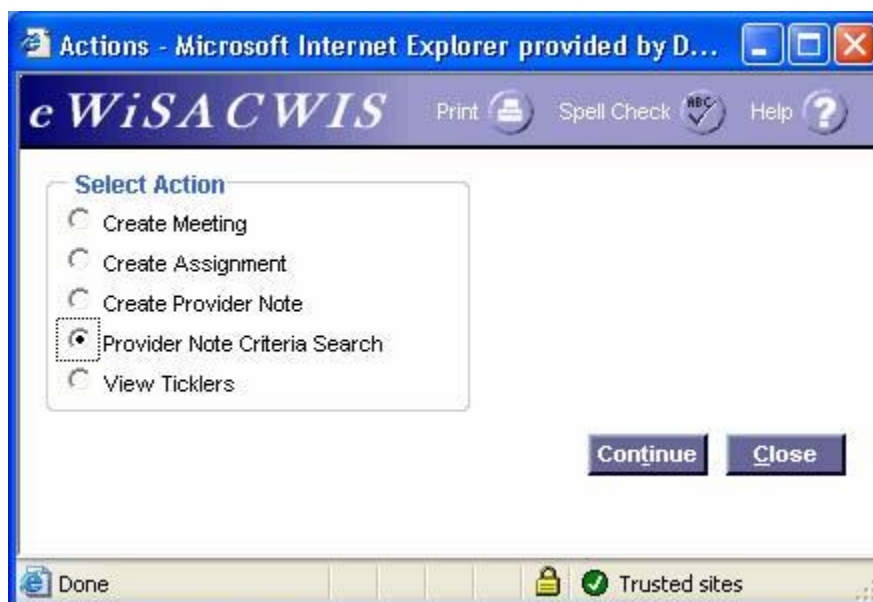 Actions - Microsoft Internet Explorer provided by D...
eWiSACWIS Print Spell Check ABC Help ?
Select Action
Create Meeting
Create Assignment
Create Provider Note
Provider Note Criteria Search
View Ticklers
Continue Close
Done Trusted sites